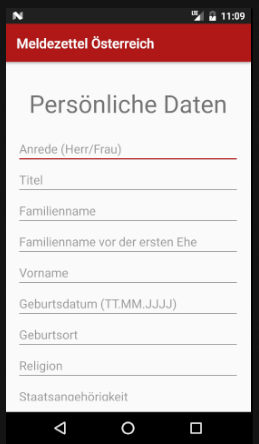 11:09
Meldezettel Österreich
Persönliche Daten
Anrede (Herr/Frau)
Titel
Familienname
Familienname vor der ersten Ehe
Vorname
Geburtsdatum (TT.MM.JJJJ)
Geburtsort
Religion
Staatsangehörigkeit